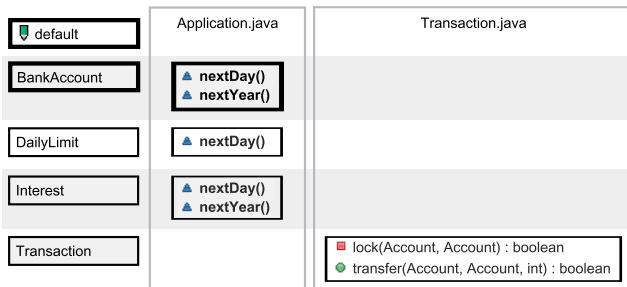 default
Application.java
Transaction.java
BankAccount
nextDay()
nextYear()
DailyLimit
nextDay()
Interest
nextDay()
nextYear()
Transaction
lock(Account, Account) : boolean
transfer(Account, Account, int) : boolean